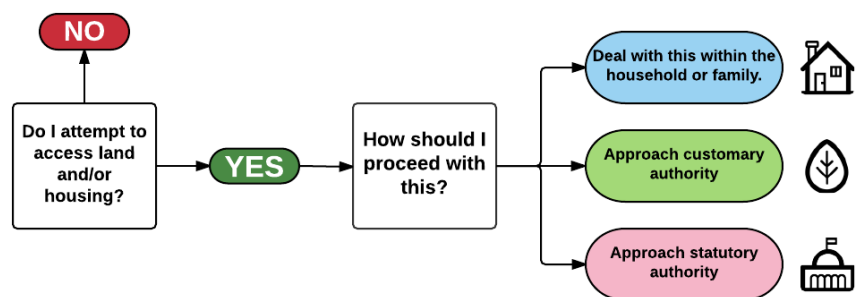 NO
Do I attempt to
access land
and/or
housing?
YES
How should I
proceed with
this?
Deal with this within the
household or family.
Approach customary
authority
Approach statutory
authority